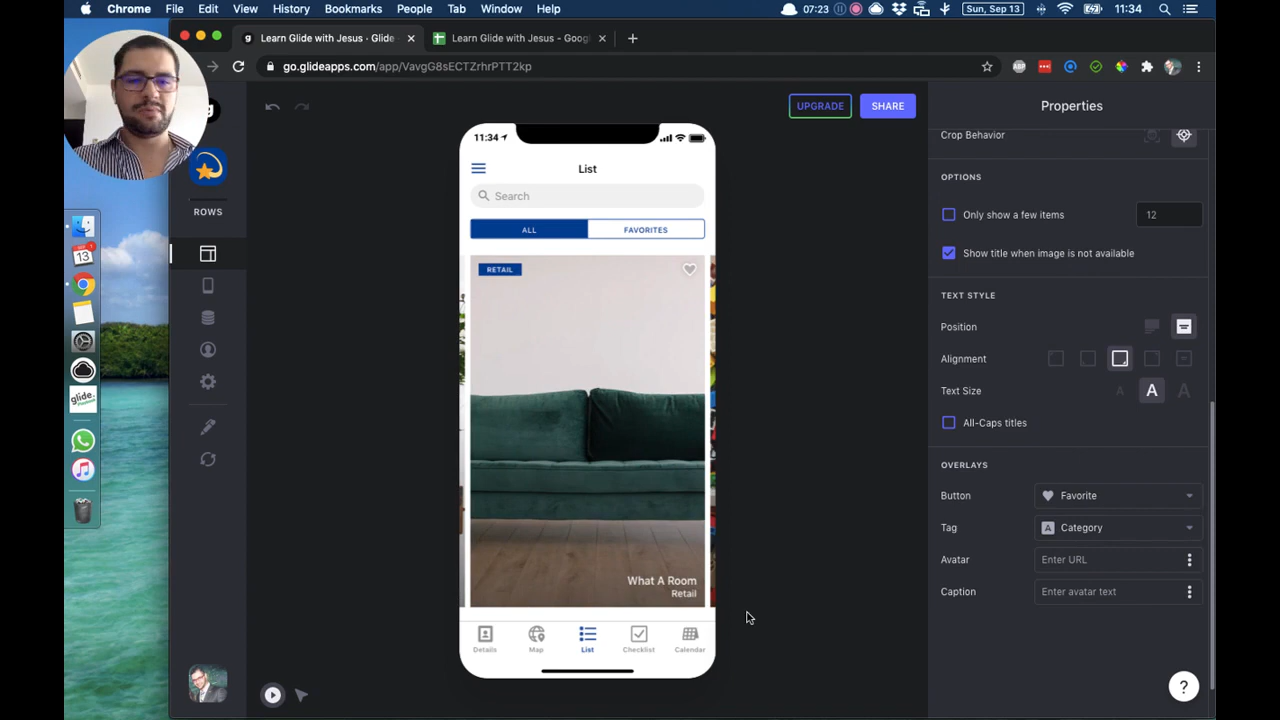 Chrome File Edit View History Bookmarks People Tab Window Help 07:23 Sun, Sep 13 11:34
Learn Glide with Jesus · Glide Learn Glide with Jesus - Goog
go.glideapps.com/app/VavgG8sECTZrhrPTT2kp
UPGRADE SHARE Properties
ROWS
11:34
List
Search
ALL FAVORITES
RETAIL
What A Room
Retail
Details Map List Checklist Calendar
Crop Behavior
OPTIONS
Only show a few items 12
Show title when image is not available
TEXT STYLE
Position
Alignment
Text Size A A A
All-Caps titles
OVERLAYS
Button Favorite
Tag A Category
Avatar Enter URL
Caption Enter avatar text
?
13
glide